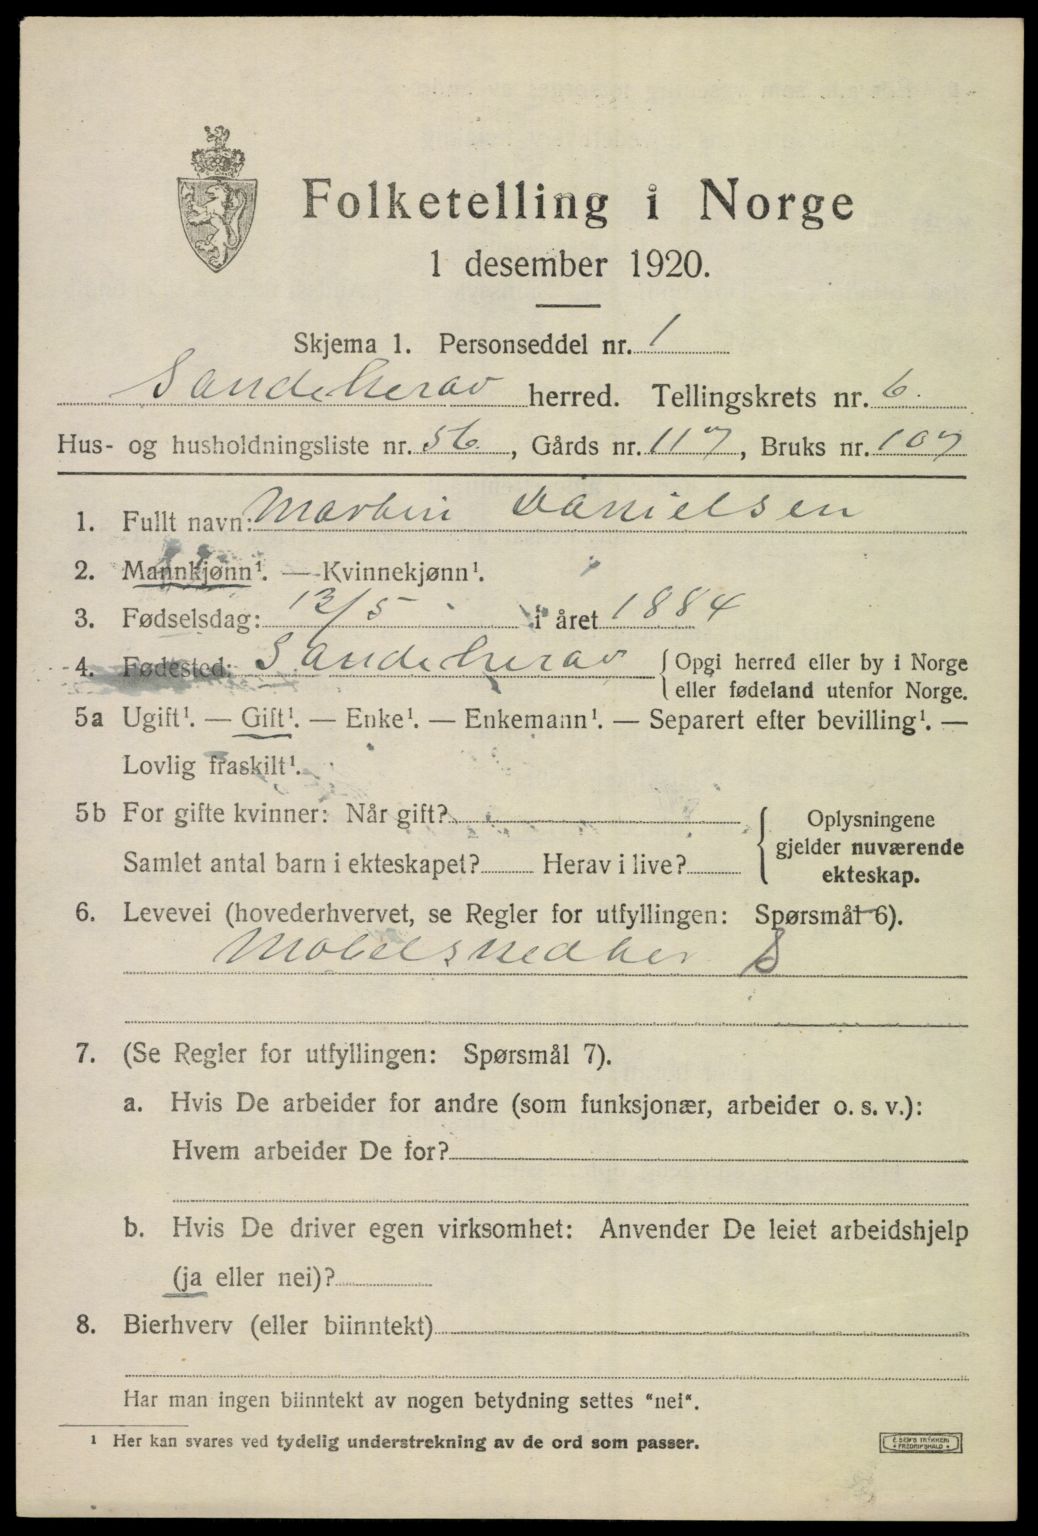 Folketelling i Norge
1 desember 1920.
Skjema 1. Personseddel nr. 1
Sandeherav herred. Tellingskrets nr. 6.
Hus- og husholdningsliste nr. 56., Gårds nr. 117, Bruks nr. 107
1. Fullt navn: Martin Danielsen
2. Mannkjønn¹. — Kvinnekjønn¹.
3. Fødselsdag: 13/5 i året 1884
4. Fødested: Sandeherav {Opgi herred eller by i Norge
eller fødeland utenfor Norge.
5a Ugift¹. — Gift¹. — Enke¹. — Enkemann¹. — Separert efter bevilling¹. —
Lovlig fraskilt¹.
5b For gifte kvinner: Når gift?
Samlet antal barn i ekteskapet? Herav i live?
Oplysningene
gjelder nuværende
ekteskap.
6. Levevei (hovederhvervet, se Regler for utfyllingen: Spørsmål 6).
Möbelsnedker S
7. (Se Regler for utfyllingen: Spørsmål 7).
a. Hvis De arbeider for andre (som funksjonær, arbeider o. s. v.):
Hvem arbeider De for?
b. Hvis De driver egen virksomhet: Anvender De leiet arbeidshjelp
(ja eller nei)?
8. Bierhverv (eller biinntekt)
Har man ingen biinntekt av nogen betydning settes "nei".
¹ Her kan svares ved tydelig understrekning av de ord som passer.
E SEM'S TRYKKERI
FREDRIKSHALD